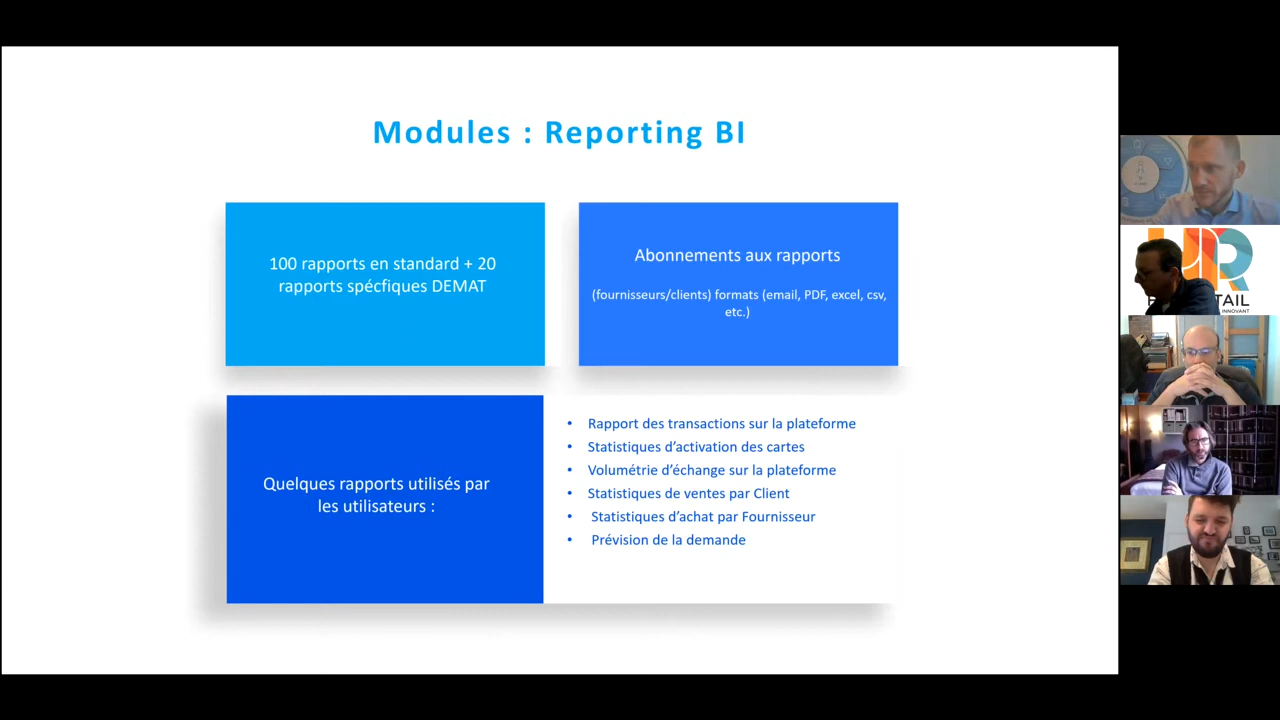 Modules : Reporting BI
100 rapports en standard + 20
rapports spécfiques DEMAT
Abonnements aux rapports
(fournisseurs/clients) formats (email, PDF, excel, csv,
etc.)
Quelques rapports utilisés par
les utilisateurs :
• Rapport des transactions sur la plateforme
• Statistiques d’activation des cartes
• Volumétrie d’échange sur la plateforme
• Statistiques de ventes par Client
• Statistiques d’achat par Fournisseur
• Prévision de la demande
INNOVANT